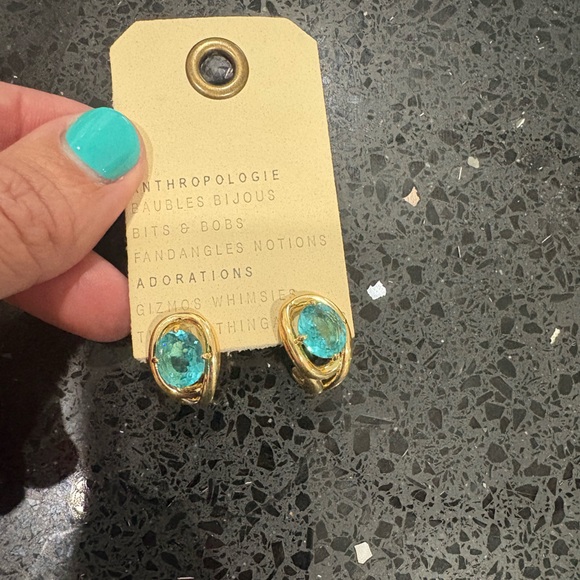 NTHROPOLOGIE
BAUBLES BIJOUS
BITS & BOBS
FANDANGLES NOTIONS
ADORATIONS
GIZMOS WHIMSIES